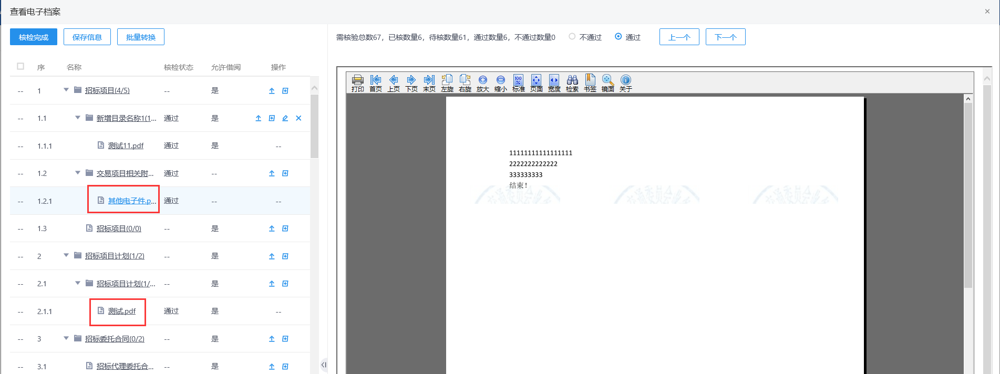 查看电子档案
核检完成 保存信息 批量转换
需核验总数67，已核数量6，待核数量61，通过数量6，不通过数量0 不通过 通过 上一个 下一个
序 名称 核检状态 允许借阅 操作
-- 1 招标项目(4/5) -- 是
-- 1.1 新增目录名称1(1... 通过 是
-- 1.1.1 测试11.pdf 通过 是 --
-- 1.2 交易项目相关附... 通过 --
-- 1.2.1 其他电子件.p... 通过 -- --
-- 1.3 招标项目(0/0) -- 是
-- 2 招标项目计划(1/2) -- 是
-- 2.1 招标项目计划(1/... -- 是
-- 2.1.1 测试.pdf 通过 是 --
-- 3 招标委托合同(0/2) -- 是
-- 3.1 招标代理委托合... -- 是
打印 首页 上页 下页 末页 左旋 右旋 放大 缩小 标准 页面 宽度 检索 书签 镜面 关于
11111111111111111
2222222222222
333333333
结束！